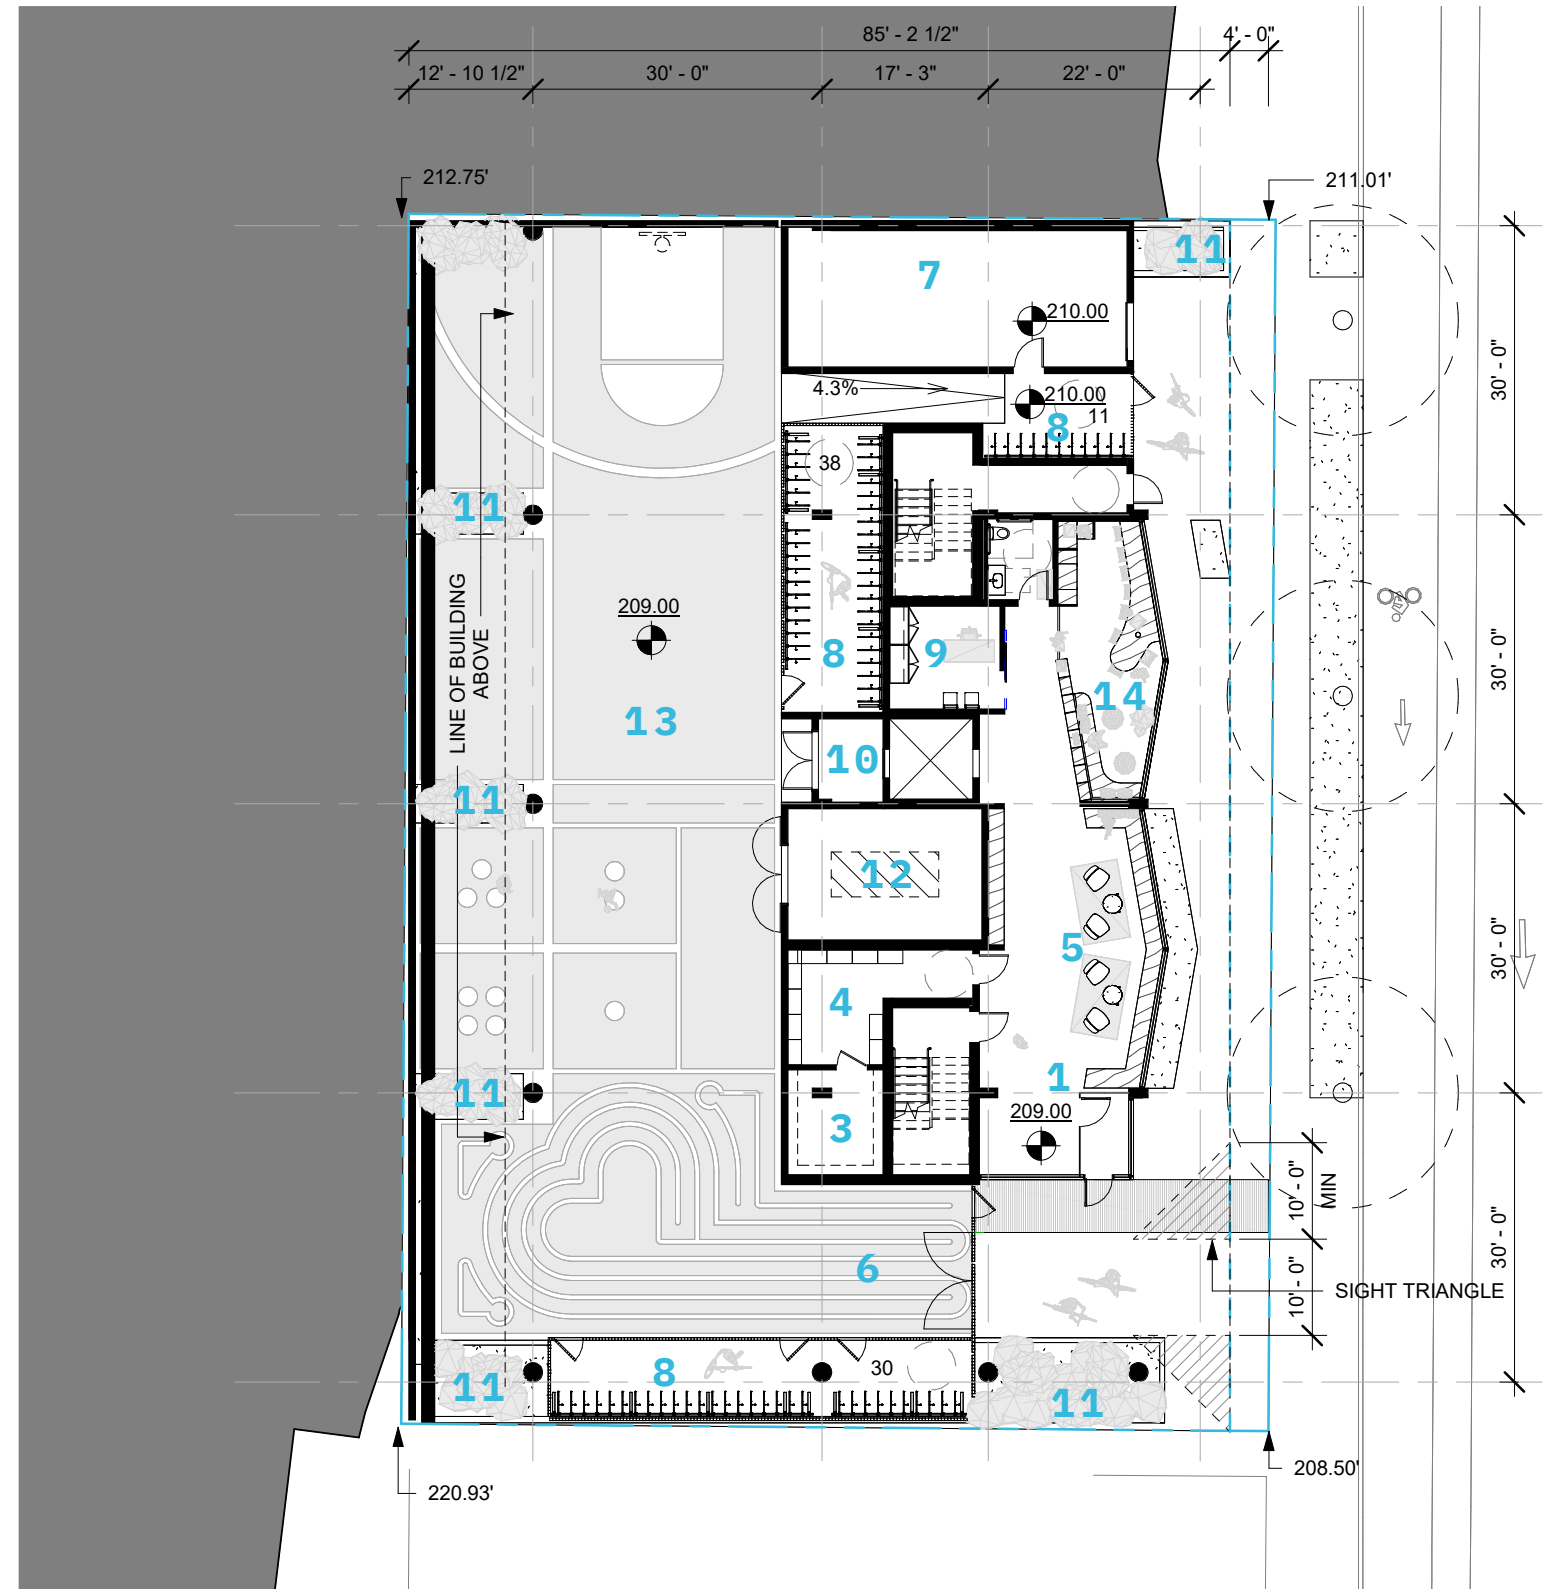 85' - 2 1/2"
4' - 0"
12' - 10 1/2"
30' - 0"
17' - 3"
22' - 0"
212.75'
211.01'
11
7
210.00
30' - 0"
4.3%
210.00
11
8
38
11
LINE OF BUILDING
ABOVE
209.00
8
9
14
30' - 0"
13
10
11
12
5
30' - 0"
4
1
11
3
209.00
10' - 0"
MIN
6
10' - 0"
30' - 0"
SIGHT TRIANGLE
8
30
11
11
208.50'
220.93'